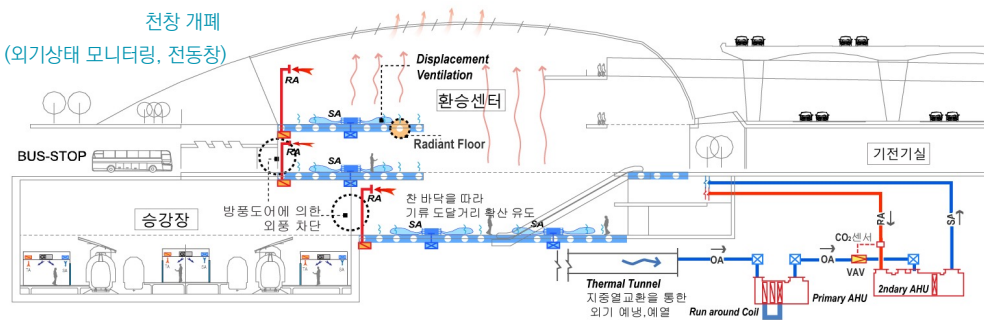 천창 개폐
(외기상태 모니터링, 전동창)
Displacement
Ventilation
환승센터
RA
SA
Radiant Floor
BUS-STOP
RA
SA
기전기실
방풍도어에 의한
외풍 차단
RA
찬 바닥을 따라
기류 도달거리 확산 유도
SA
SA
승강장
RA
SA
CO₂센서
OA
OA
VAV
Thermal Tunnel
지중열교환을 통한
외기 예냉,예열
Run around Coil
Primary AHU
2ndary AHU